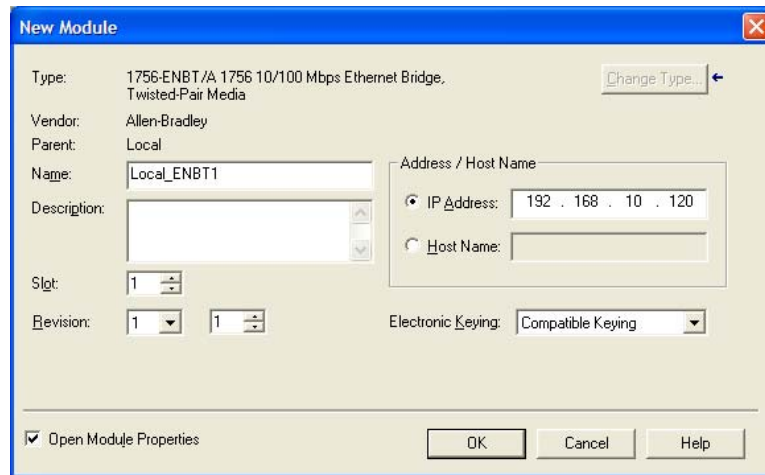 New Module
Type: 1756-ENBT/A 1756 10/100 Mbps Ethernet Bridge, Change Type...
Twisted-Pair Media
Vendor: Allen-Bradley
Parent: Local
Name: Local_ENBT1
Description:
Address / Host Name
IP Address: 192 . 168 . 10 . 120
Host Name:
Slot: 1
Revision: 1 1
Electronic Keying: Compatible Keying
Open Module Properties
OK Cancel Help